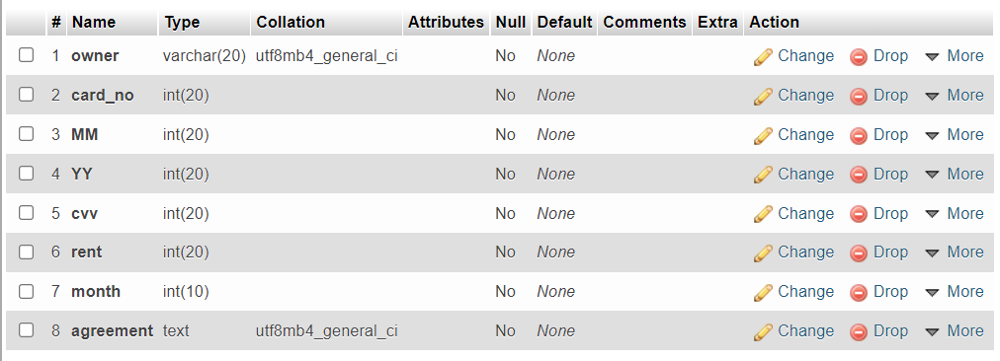 # Name Type Collation Attributes Null Default Comments Extra Action
1 owner varchar(20) utf8mb4_general_ci No None Change Drop More
2 card_no int(20) No None Change Drop More
3 MM int(20) No None Change Drop More
4 YY int(20) No None Change Drop More
5 cvv int(20) No None Change Drop More
6 rent int(20) No None Change Drop More
7 month int(10) No None Change Drop More
8 agreement text utf8mb4_general_ci No None Change Drop More